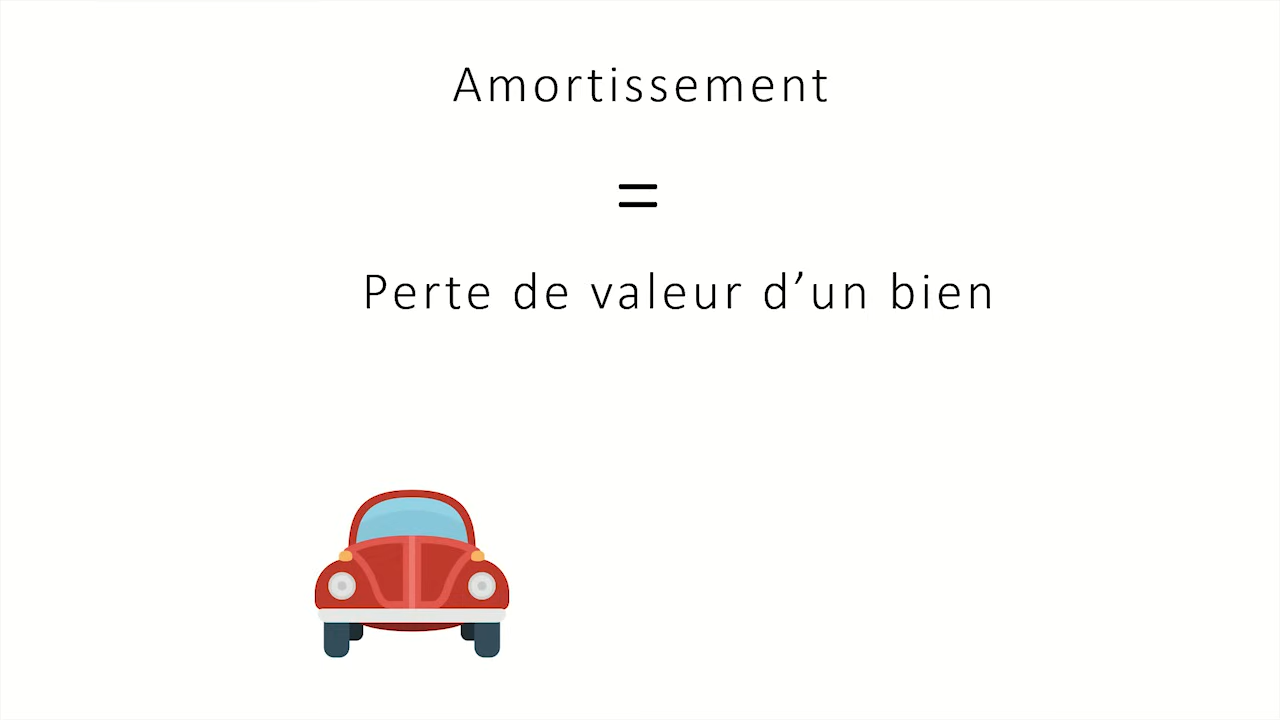 Amortissement
=
Perte de valeur d’un bien